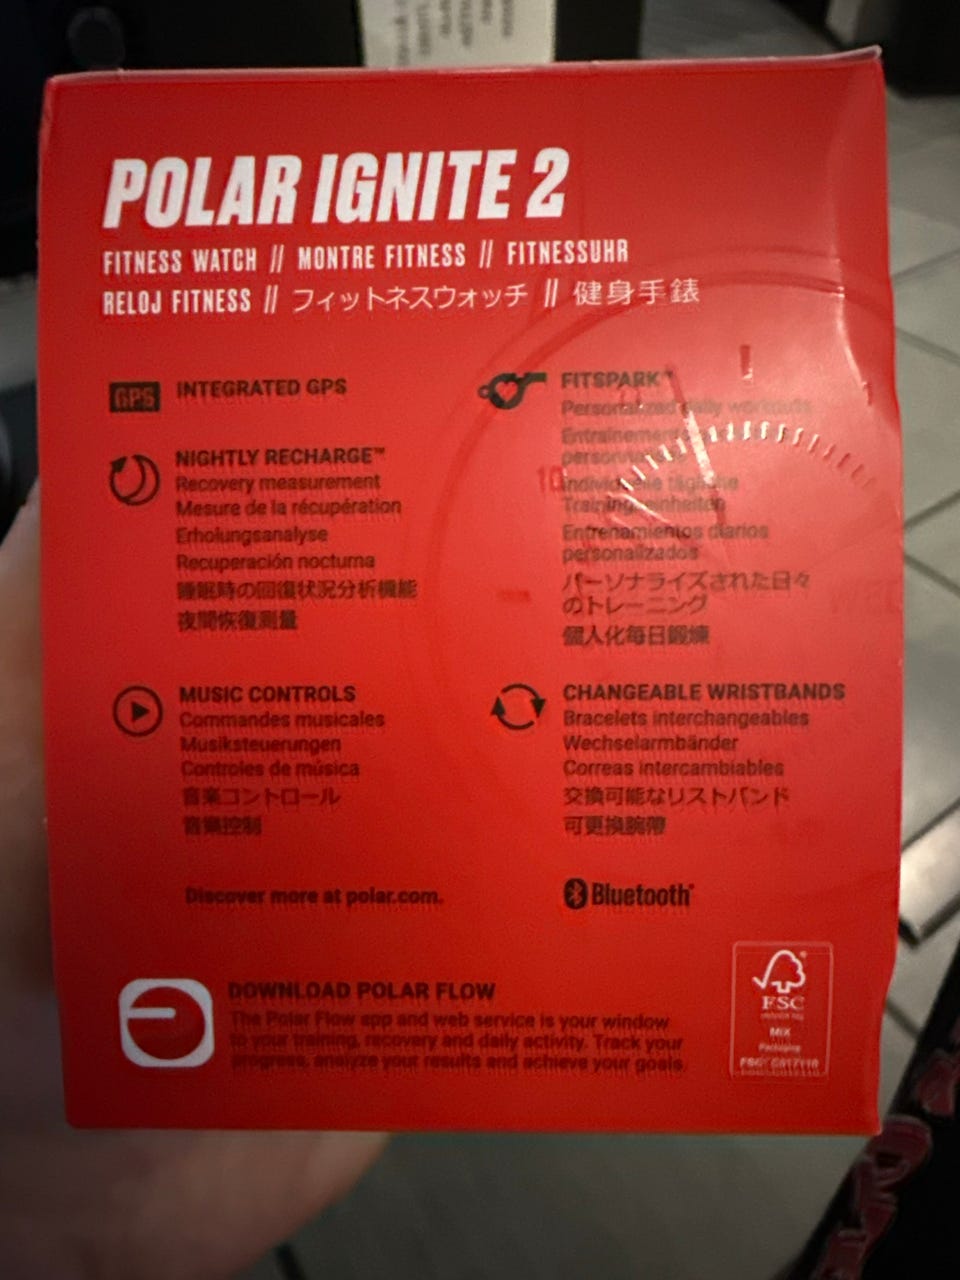 POLAR IGNITE 2
FITNESS WATCH // MONTRE FITNESS // FITNESSUHR
RELOJ FITNESS // フィットネスウォッチ // 健身手錶
GPS INTEGRATED GPS
NIGHTLY RECHARGE™
Recovery measurement
Mesure de la récupération
Erholungsanalyse
Recuperación nocturna
睡眠時の回復状況分析機能
夜間恢復測量
FITSPARK™
Personalized daily workouts
Entraînements
Individuelle tägliche
Trainingseinheiten
Entrenamientos diarios
personalizados
パーソナライズされた日々
のトレーニング
個人化每日鍛煉
MUSIC CONTROLS
Commandes musicales
Musiksteuerungen
Controles de música
音楽コントロール
音樂控制
CHANGEABLE WRISTBANDS
Bracelets interchangeables
Wechselarmbänder
Correas intercambiables
交換可能なリストバンド
可更換腕帶
Discover more at polar.com.
Bluetooth®
DOWNLOAD POLAR FLOW
The Polar Flow app and web service is your window
to your training, recovery and daily activity. Track your
progress, analyze your results and achieve your goals.
FSC
MIX
Packaging